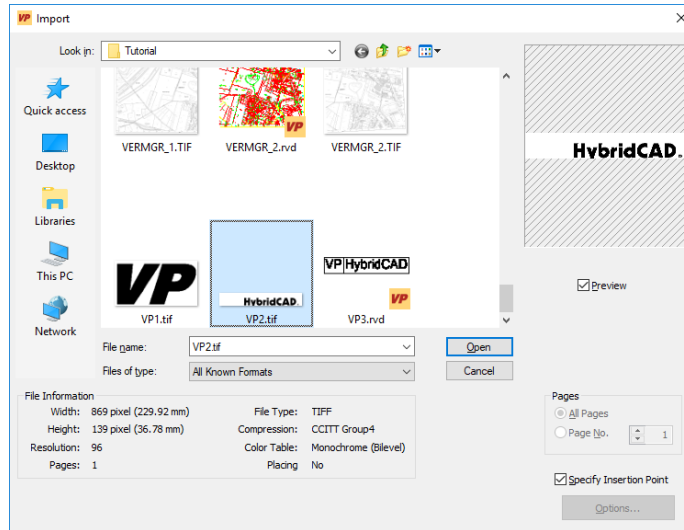 VP Import
Look in: Tutorial
Quick access
Desktop
Libraries
This PC
Network
VERMGR_1.TIF VERMGR_2.rvd VERMGR_2.TIF
VP
VP
HybridCAD.
VP HybridCAD
VP
VP1.tif VP2.tif VP3.rvd
HybridCAD.
Preview
File name: VP2.tif Open
Files of type: All Known Formats Cancel
File Information
Width: 869 pixel (229.92 mm) File Type: TIFF
Height: 139 pixel (36.78 mm) Compression: CCITT Group4
Resolution: 96 Color Table: Monochrome (Bilevel)
Pages: 1 Placing No
Pages
All Pages
Page No. 1
Specify Insertion Point
Options...